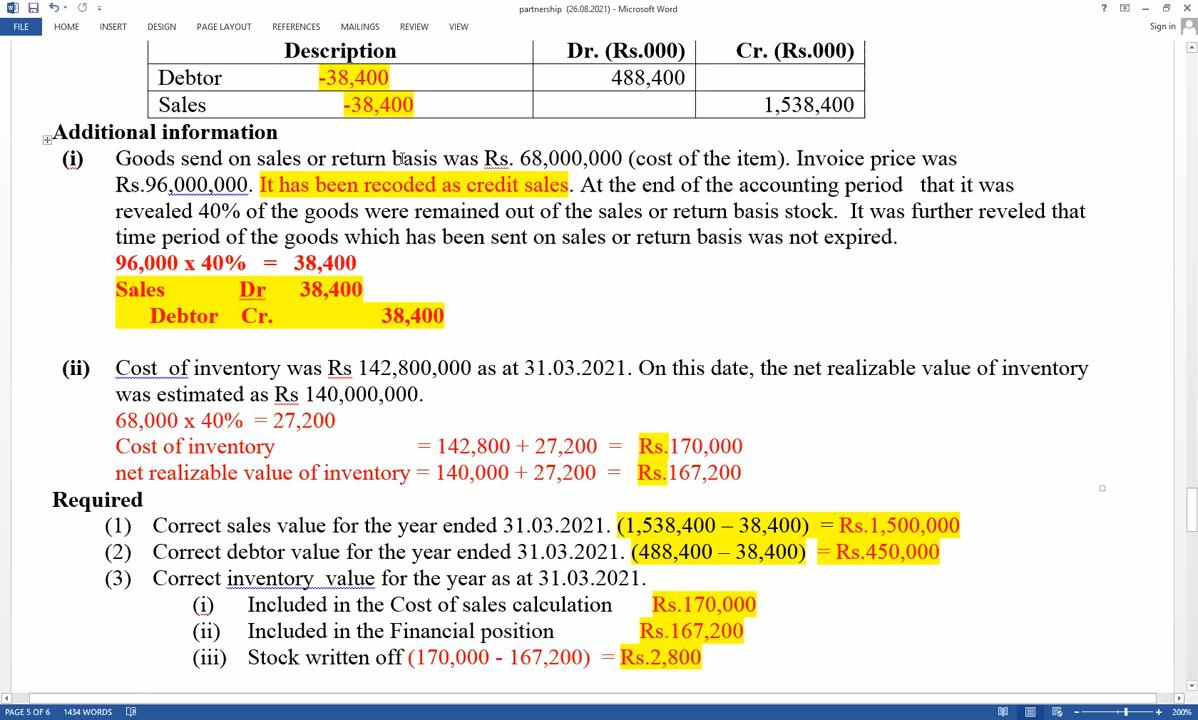 partnership (26.08.2021) - Microsoft Word
FILE HOME INSERT DESIGN PAGE LAYOUT REFERENCES MAILINGS REVIEW VIEW Sign in
Description Dr. (Rs.000) Cr. (Rs.000)
Debtor -38,400 488,400
Sales -38,400 1,538,400
Additional information
(i) Goods send on sales or return basis was Rs. 68,000,000 (cost of the item). Invoice price was
Rs.96,000,000. It has been recoded as credit sales. At the end of the accounting period that it was
revealed 40% of the goods were remained out of the sales or return basis stock. It was further reveled that
time period of the goods which has been sent on sales or return basis was not expired.
96,000 x 40% = 38,400
Sales Dr 38,400
Debtor Cr. 38,400
(ii) Cost of inventory was Rs 142,800,000 as at 31.03.2021. On this date, the net realizable value of inventory
was estimated as Rs 140,000,000.
68,000 x 40% = 27,200
Cost of inventory = 142,800 + 27,200 = Rs.170,000
net realizable value of inventory = 140,000 + 27,200 = Rs.167,200
Required
(1) Correct sales value for the year ended 31.03.2021. (1,538,400 – 38,400) = Rs.1,500,000
(2) Correct debtor value for the year ended 31.03.2021. (488,400 – 38,400) = Rs.450,000
(3) Correct inventory value for the year as at 31.03.2021.
(i) Included in the Cost of sales calculation Rs.170,000
(ii) Included in the Financial position Rs.167,200
(iii) Stock written off (170,000 - 167,200) = Rs.2,800
PAGE 5 OF 6 1434 WORDS 200%